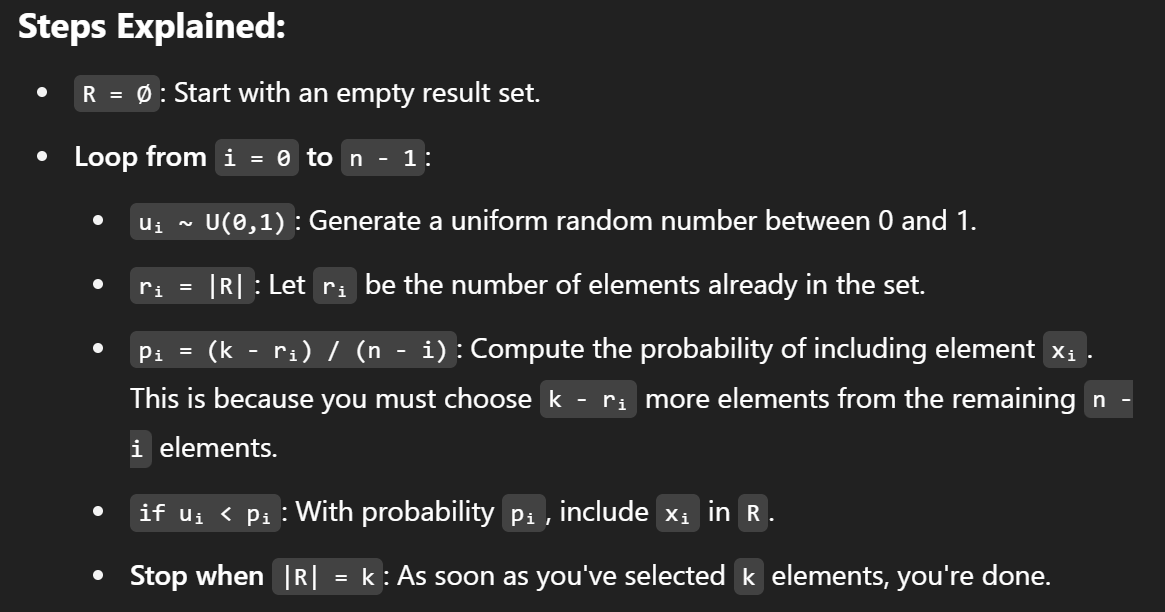 Steps Explained:
• R = Ø: Start with an empty result set.
• Loop from i = 0 to n - 1:
• uᵢ ~ U(0,1): Generate a uniform random number between 0 and 1.
• rᵢ = |R|: Let rᵢ be the number of elements already in the set.
• pᵢ = (k - rᵢ) / (n - i): Compute the probability of including element xᵢ.
This is because you must choose k - rᵢ more elements from the remaining n -
i elements.
• if uᵢ < pᵢ: With probability pᵢ, include xᵢ in R.
• Stop when |R| = k: As soon as you've selected k elements, you're done.